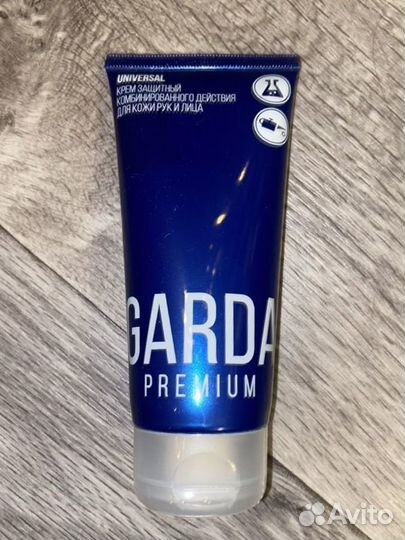 UNIVERSAL
КРЕМ ЗАЩИТНЫЙ
КОМБИНИРОВАННОГО ДЕЙСТВИЯ
ДЛЯ КОЖИ РУК И ЛИЦА
GARDA
PREMIUM
Avito